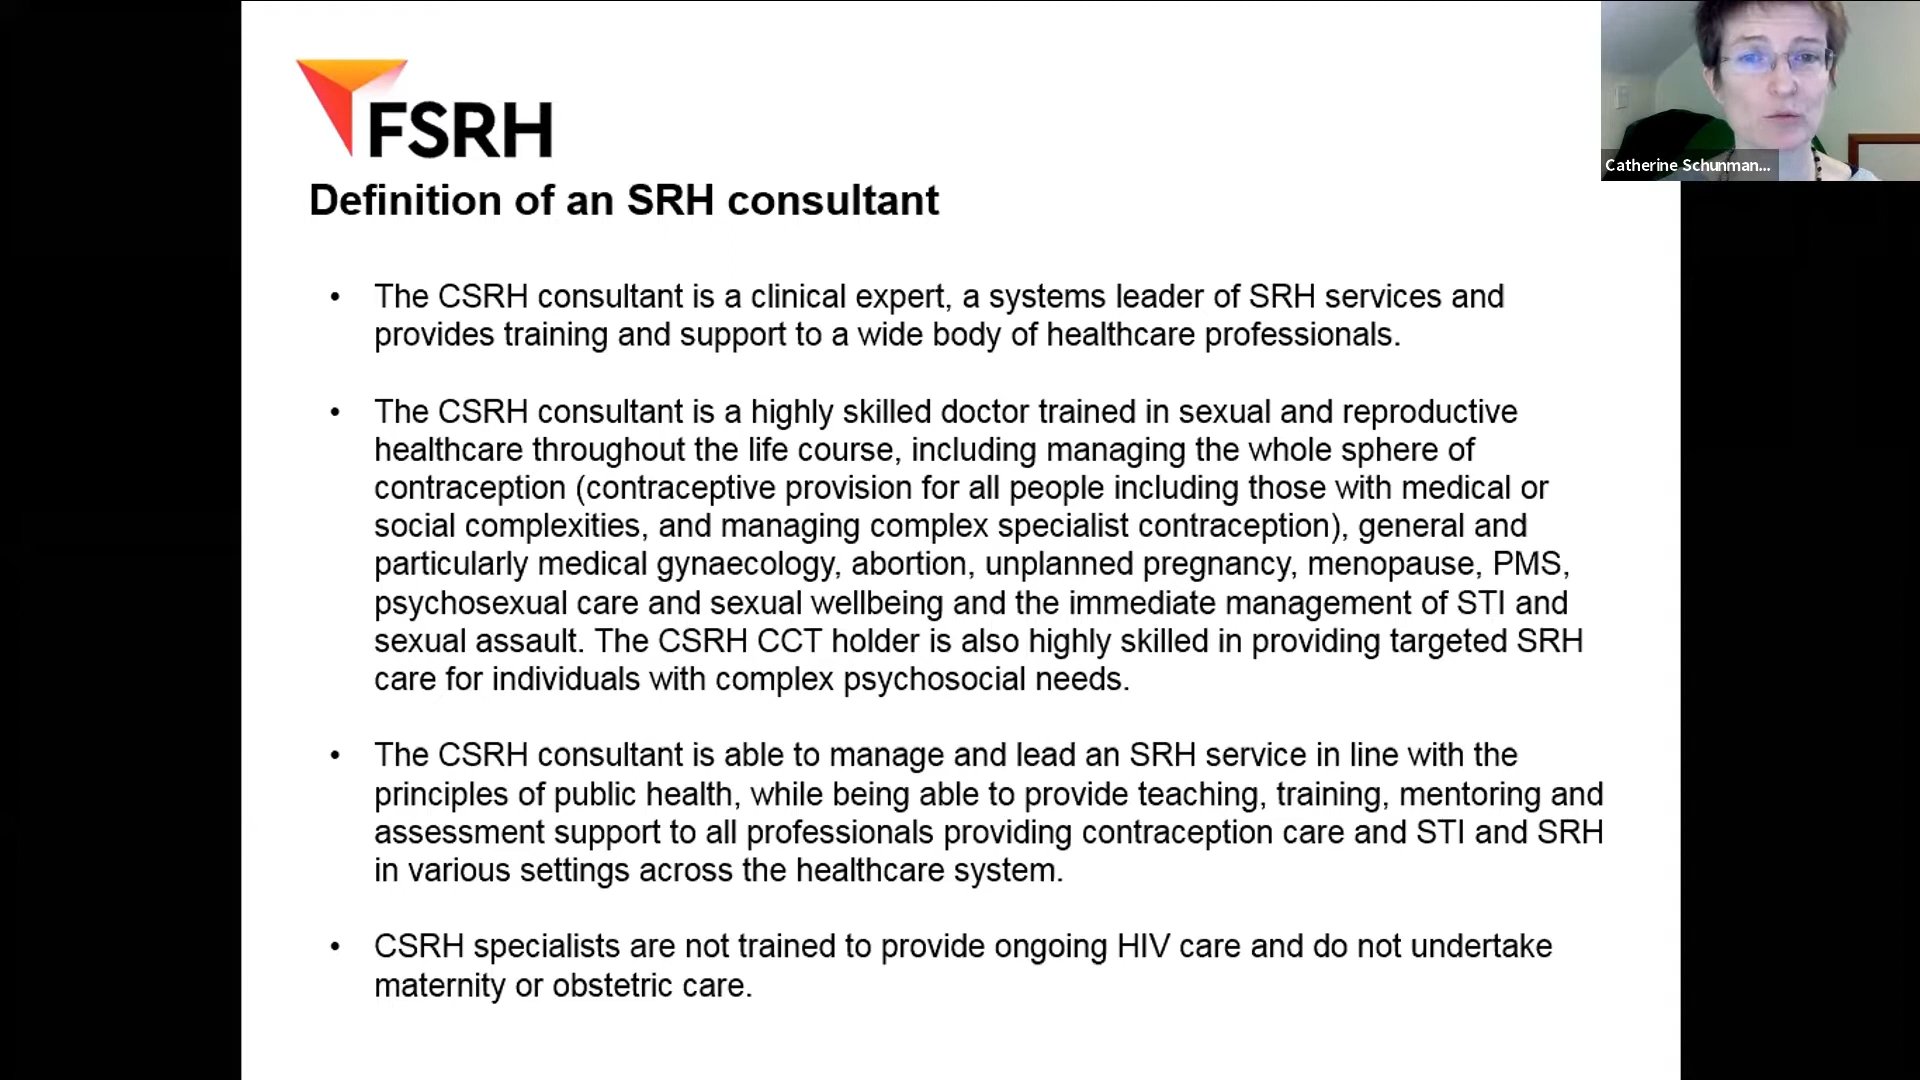 FSRH
Catherine Schunman...
Definition of an SRH consultant
• The CSRH consultant is a clinical expert, a systems leader of SRH services and
provides training and support to a wide body of healthcare professionals.
• The CSRH consultant is a highly skilled doctor trained in sexual and reproductive
healthcare throughout the life course, including managing the whole sphere of
contraception (contraceptive provision for all people including those with medical or
social complexities, and managing complex specialist contraception), general and
particularly medical gynaecology, abortion, unplanned pregnancy, menopause, PMS,
psychosexual care and sexual wellbeing and the immediate management of STI and
sexual assault. The CSRH CCT holder is also highly skilled in providing targeted SRH
care for individuals with complex psychosocial needs.
• The CSRH consultant is able to manage and lead an SRH service in line with the
principles of public health, while being able to provide teaching, training, mentoring and
assessment support to all professionals providing contraception care and STI and SRH
in various settings across the healthcare system.
• CSRH specialists are not trained to provide ongoing HIV care and do not undertake
maternity or obstetric care.